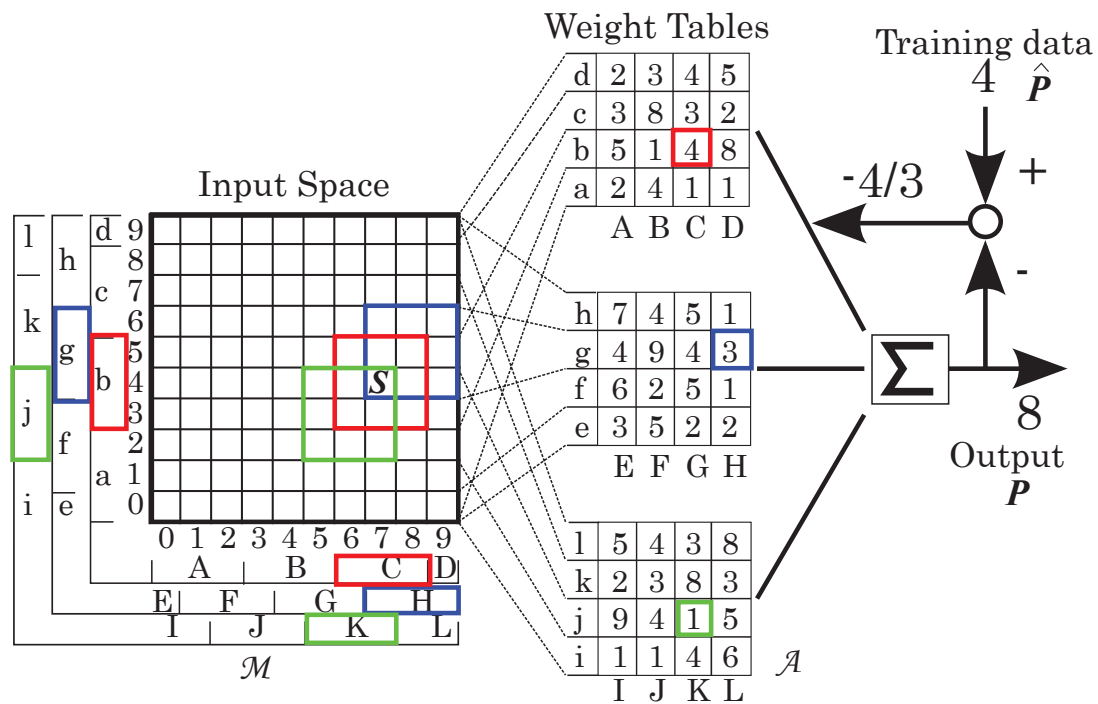 Weight Tables
Training data
4 P̂
d 2 3 4 5
c 3 8 3 2
b 5 1 4 8
a 2 4 1 1
A B C D
-4/3
+
-
Input Space
l h d 9
8
c 7
k 6
g 5
b 4
j 3
f 2
a 1
i e 0
S
0 1 2 3 4 5 6 7 8 9
A B C D
E F G H
I J K L
ℳ
h 7 4 5 1
g 4 9 4 3
f 6 2 5 1
e 3 5 2 2
E F G H
Σ
8
Output
P
l 5 4 3 8
k 2 3 8 3
j 9 4 1 5
i 1 1 4 6
I J K L
𝒜